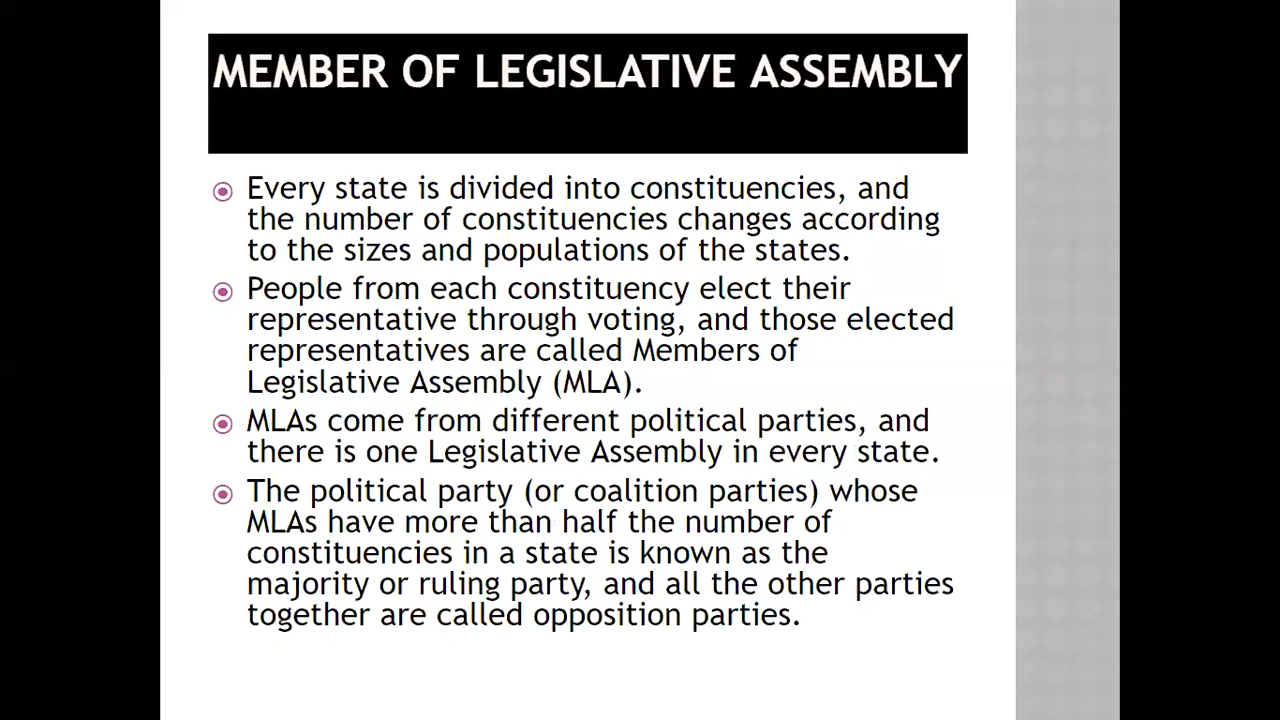 MEMBER OF LEGISLATIVE ASSEMBLY
Every state is divided into constituencies, and
the number of constituencies changes according
to the sizes and populations of the states.
People from each constituency elect their
representative through voting, and those elected
representatives are called Members of
Legislative Assembly (MLA).
MLAs come from different political parties, and
there is one Legislative Assembly in every state.
The political party (or coalition parties) whose
MLAs have more than half the number of
constituencies in a state is known as the
majority or ruling party, and all the other parties
together are called opposition parties.